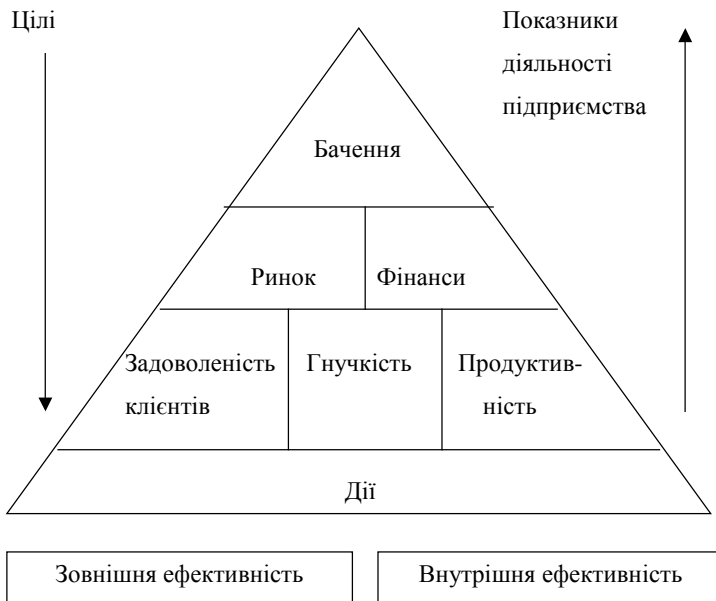 Цілі
Показники
діяльності
підприємства
Бачення
Ринок
Фінанси
Задоволеність
клієнтів
Гнучкість
Продуктив-
ність
Дії
Зовнішня ефективність
Внутрішня ефективність